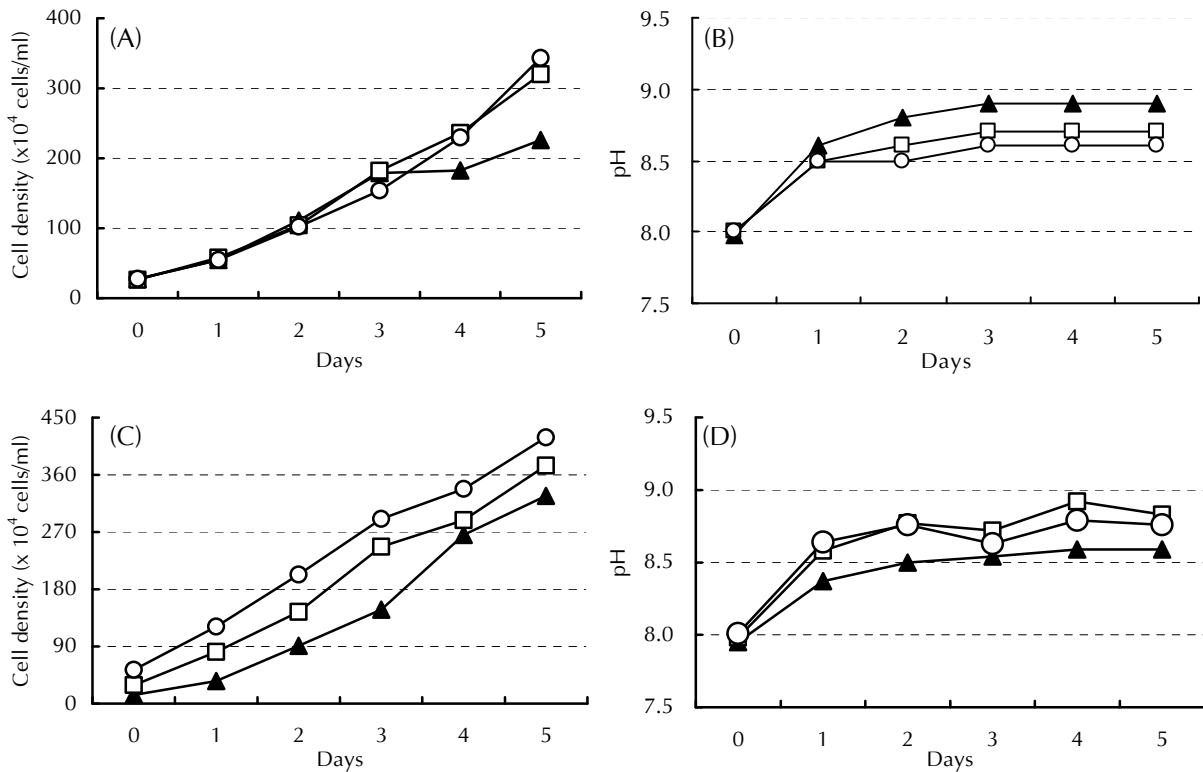 (A)
Cell density (x10⁴ cells/ml)
400
300
200
100
0
0 1 2 3 4 5
Days
(B)
pH
9.5
9.0
8.5
8.0
7.5
0 1 2 3 4 5
Days
(C)
Cell density (x 10⁴ cells/ml)
450
360
270
180
90
0
0 1 2 3 4 5
Days
(D)
pH
9.5
9.0
8.5
8.0
7.5
0 1 2 3 4 5
Days